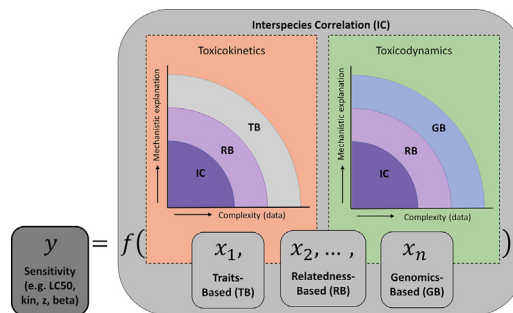 Interspecies Correlation (IC)
Toxicokinetics
Toxicodynamics
Mechanistic explanation
TB
RB
IC
Complexity (data)
Mechanistic explanation
GB
RB
IC
Complexity (data)
y = f( x1, x2, ... , xn )
Sensitivity
(e.g. LC50,
kin, z, beta)
Traits-
Based (TB)
Relatedness-
Based (RB)
Genomics-
Based (GB)